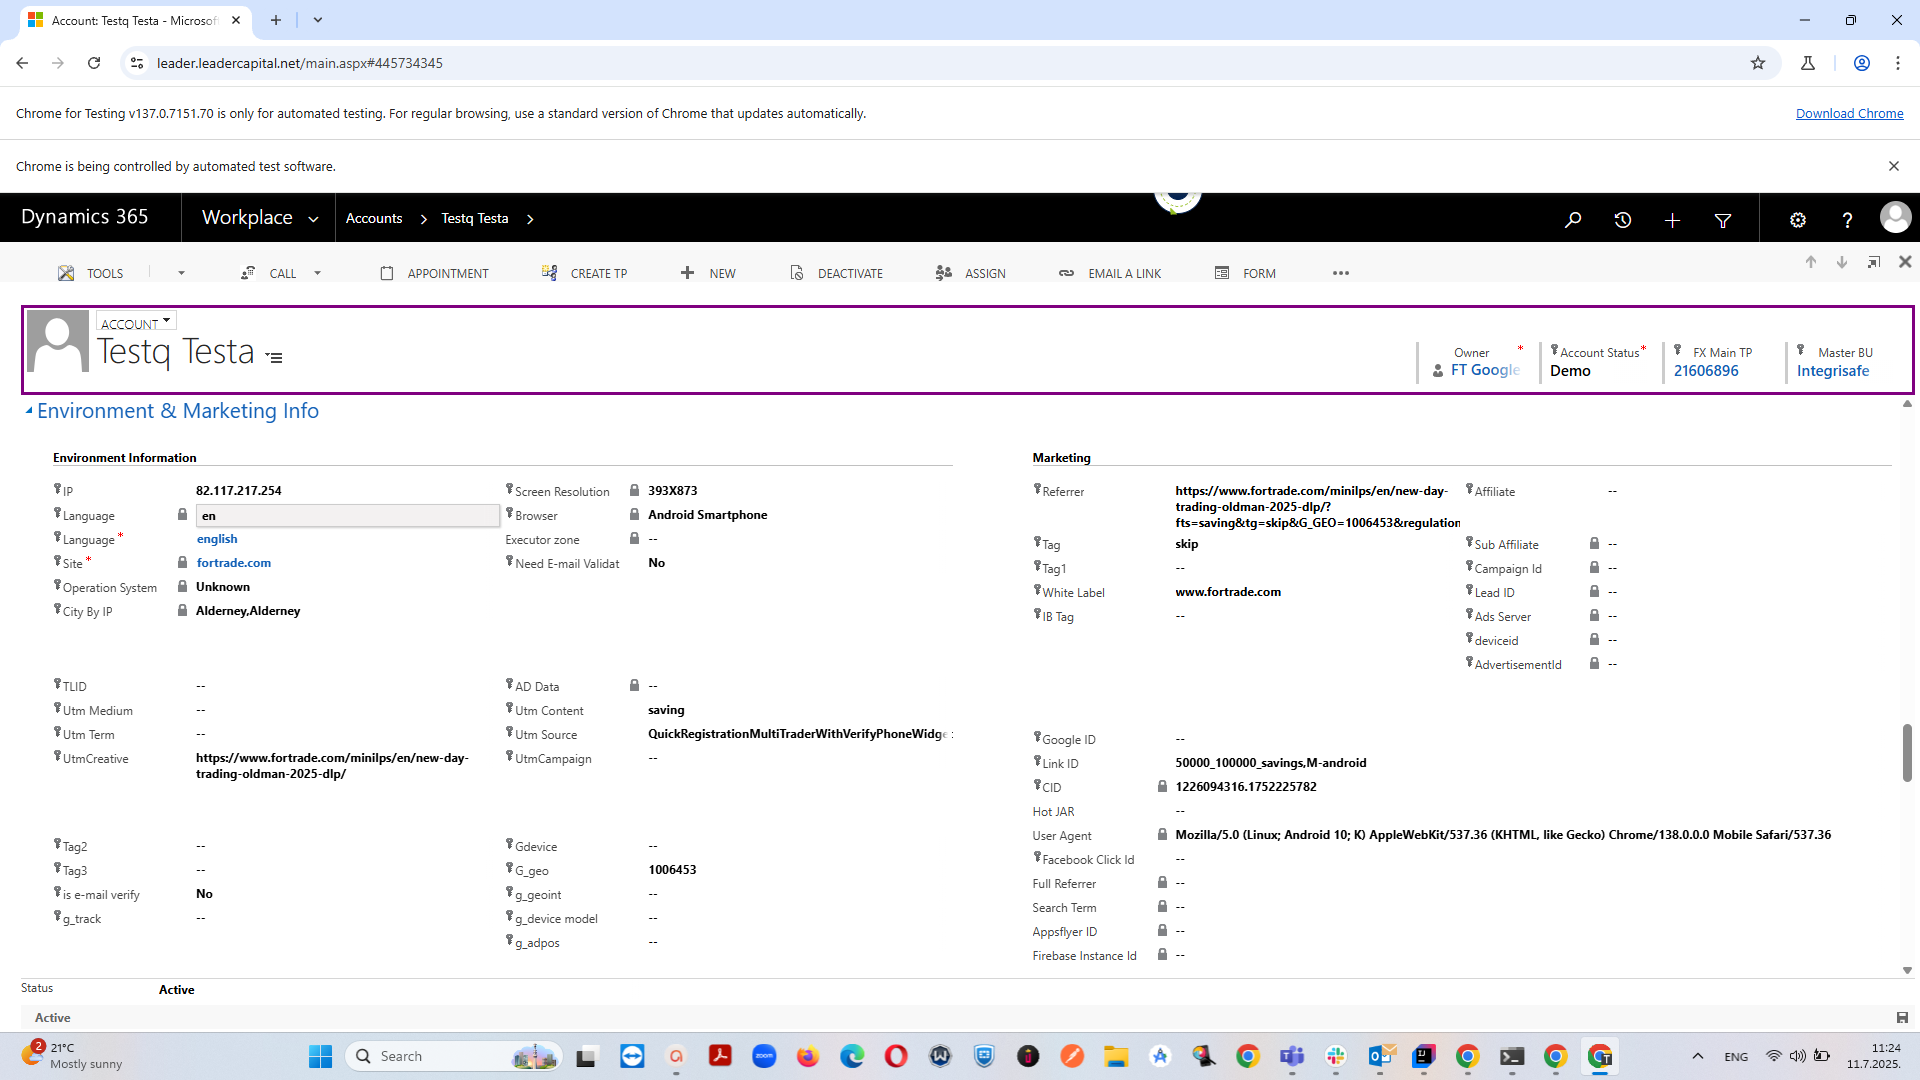 Account: Testq Testa - Microsof
leader.leadercapital.net/main.aspx#445734345
Chrome for Testing v137.0.7151.70 is only for automated testing. For regular browsing, use a standard version of Chrome that updates automatically.
Download Chrome
Chrome is being controlled by automated test software.
Dynamics 365
Workplace
Accounts
Testq Testa
TOOLS
CALL
APPOINTMENT
CREATE TP
NEW
DEACTIVATE
ASSIGN
EMAIL A LINK
FORM
ACCOUNT
Testq Testa
Owner *
FT Google
Account Status *
Demo
FX Main TP
21606896
Master BU
Integrisafe
Environment & Marketing Info
Environment Information
IP 82.117.217.254
Language en
Language * english
Site * fortrade.com
Operation System Unknown
City By IP Alderney,Alderney
Screen Resolution 393X873
Browser Android Smartphone
Executor zone --
Need E-mail Validat No
TLID --
Utm Medium --
Utm Term --
UtmCreative https://www.fortrade.com/minilps/en/new-day-
trading-oldman-2025-dlp/
AD Data --
Utm Content saving
Utm Source QuickRegistrationMultiTraderWithVerifyPhoneWidge
UtmCampaign --
Tag2 --
Tag3 --
is e-mail verify No
g_track --
Gdevice --
G_geo 1006453
g_geoint --
g_device model --
g_adpos --
Marketing
Referrer https://www.fortrade.com/minilps/en/new-day-
trading-oldman-2025-dlp/?
fts=saving&tg=skip&G_GEO=1006453&regulation
Tag skip
Tag1 --
White Label www.fortrade.com
IB Tag --
Affiliate --
Sub Affiliate --
Campaign Id --
Lead ID --
Ads Server --
deviceid --
AdvertisementId --
Google ID --
Link ID 50000_100000_savings,M-android
CID 1226094316.1752225782
Hot JAR --
User Agent Mozilla/5.0 (Linux; Android 10; K) AppleWebKit/537.36 (KHTML, like Gecko) Chrome/138.0.0.0 Mobile Safari/537.36
Facebook Click Id --
Full Referrer --
Search Term --
Appsflyer ID --
Firebase Instance Id --
Status Active
Active
2
21°C
Mostly sunny
Search
zoom
ENG
11:24
11.7.2025.